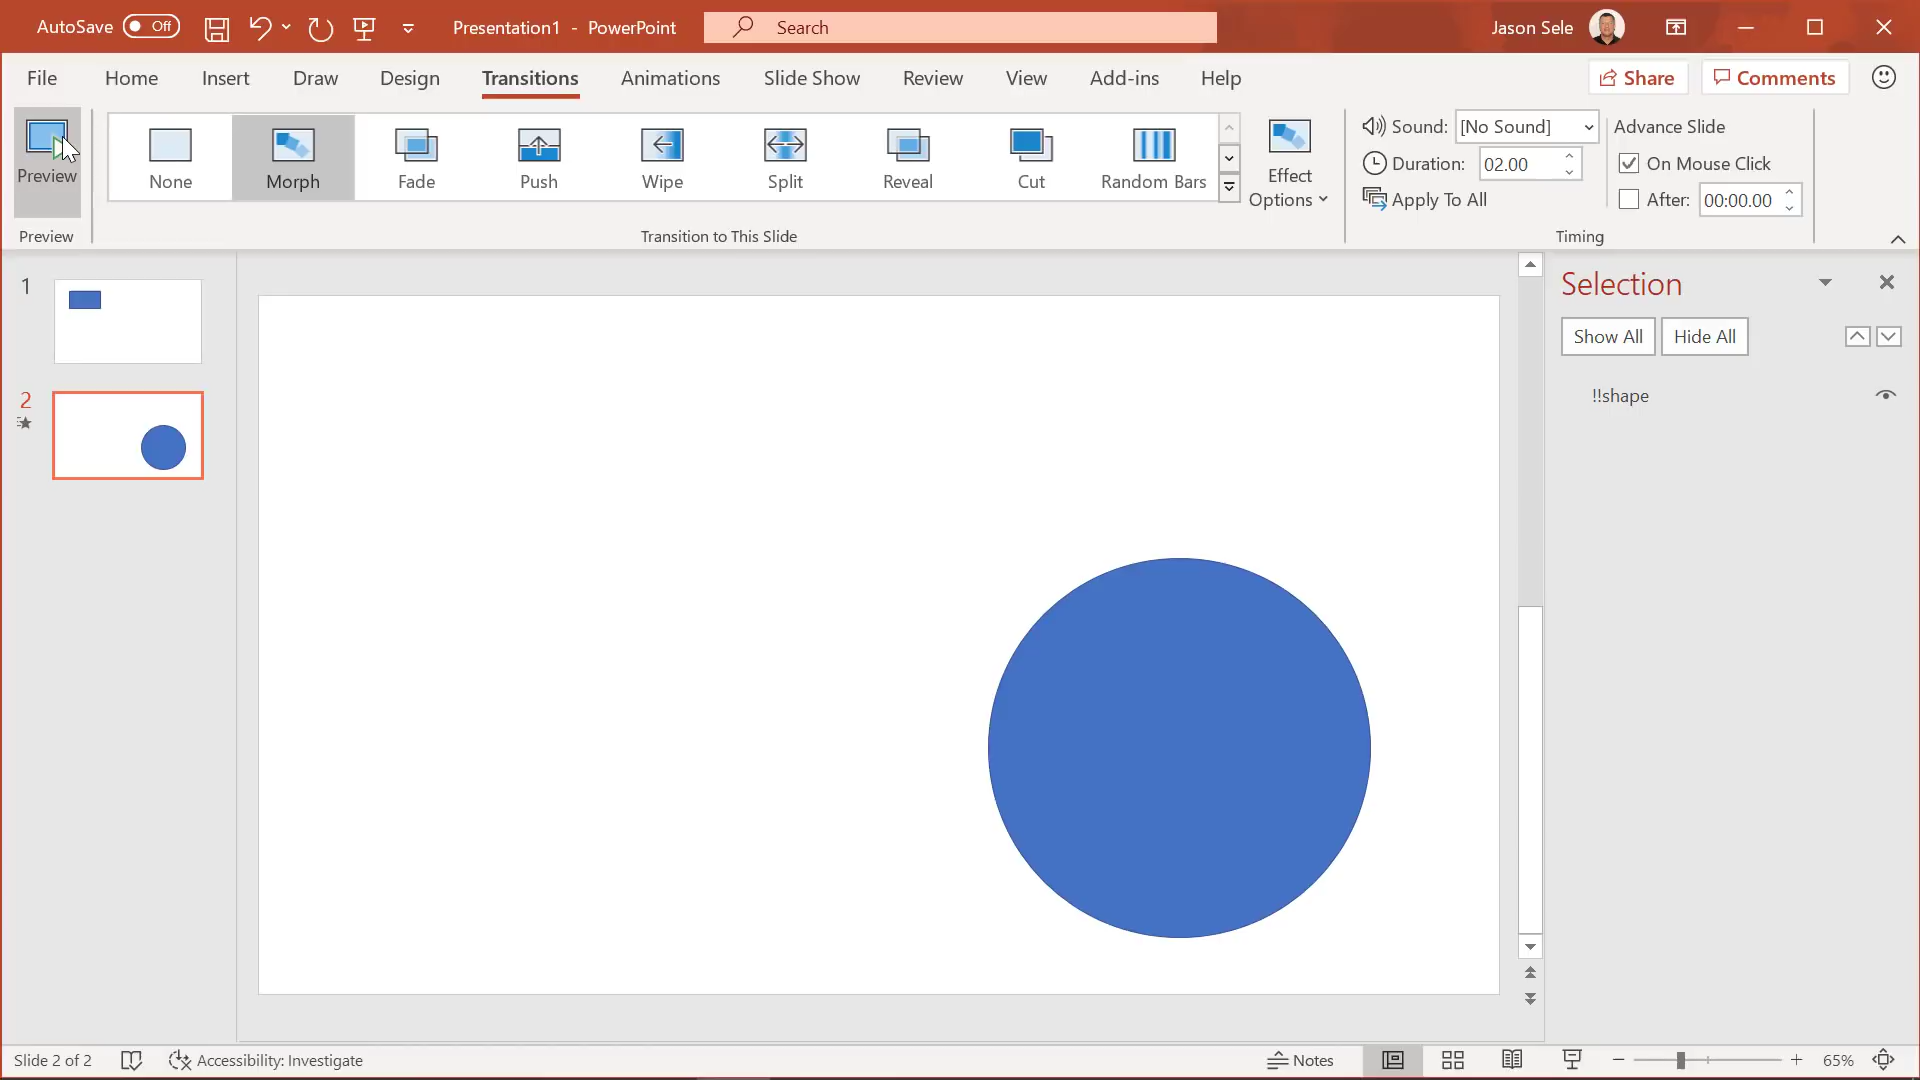 AutoSave Off Presentation1 - PowerPoint Search Jason Sele
File Home Insert Draw Design Transitions Animations Slide Show Review View Add-ins Help Share Comments
Preview
None Morph Fade Push Wipe Split Reveal Cut Random Bars
Effect
Options
Sound: [No Sound]
Duration: 02.00
Apply To All
Advance Slide
On Mouse Click
After: 00:00.00
Preview Transition to This Slide Timing
1
2
Selection
Show All Hide All
!!shape
Slide 2 of 2 Accessibility: Investigate Notes 65%